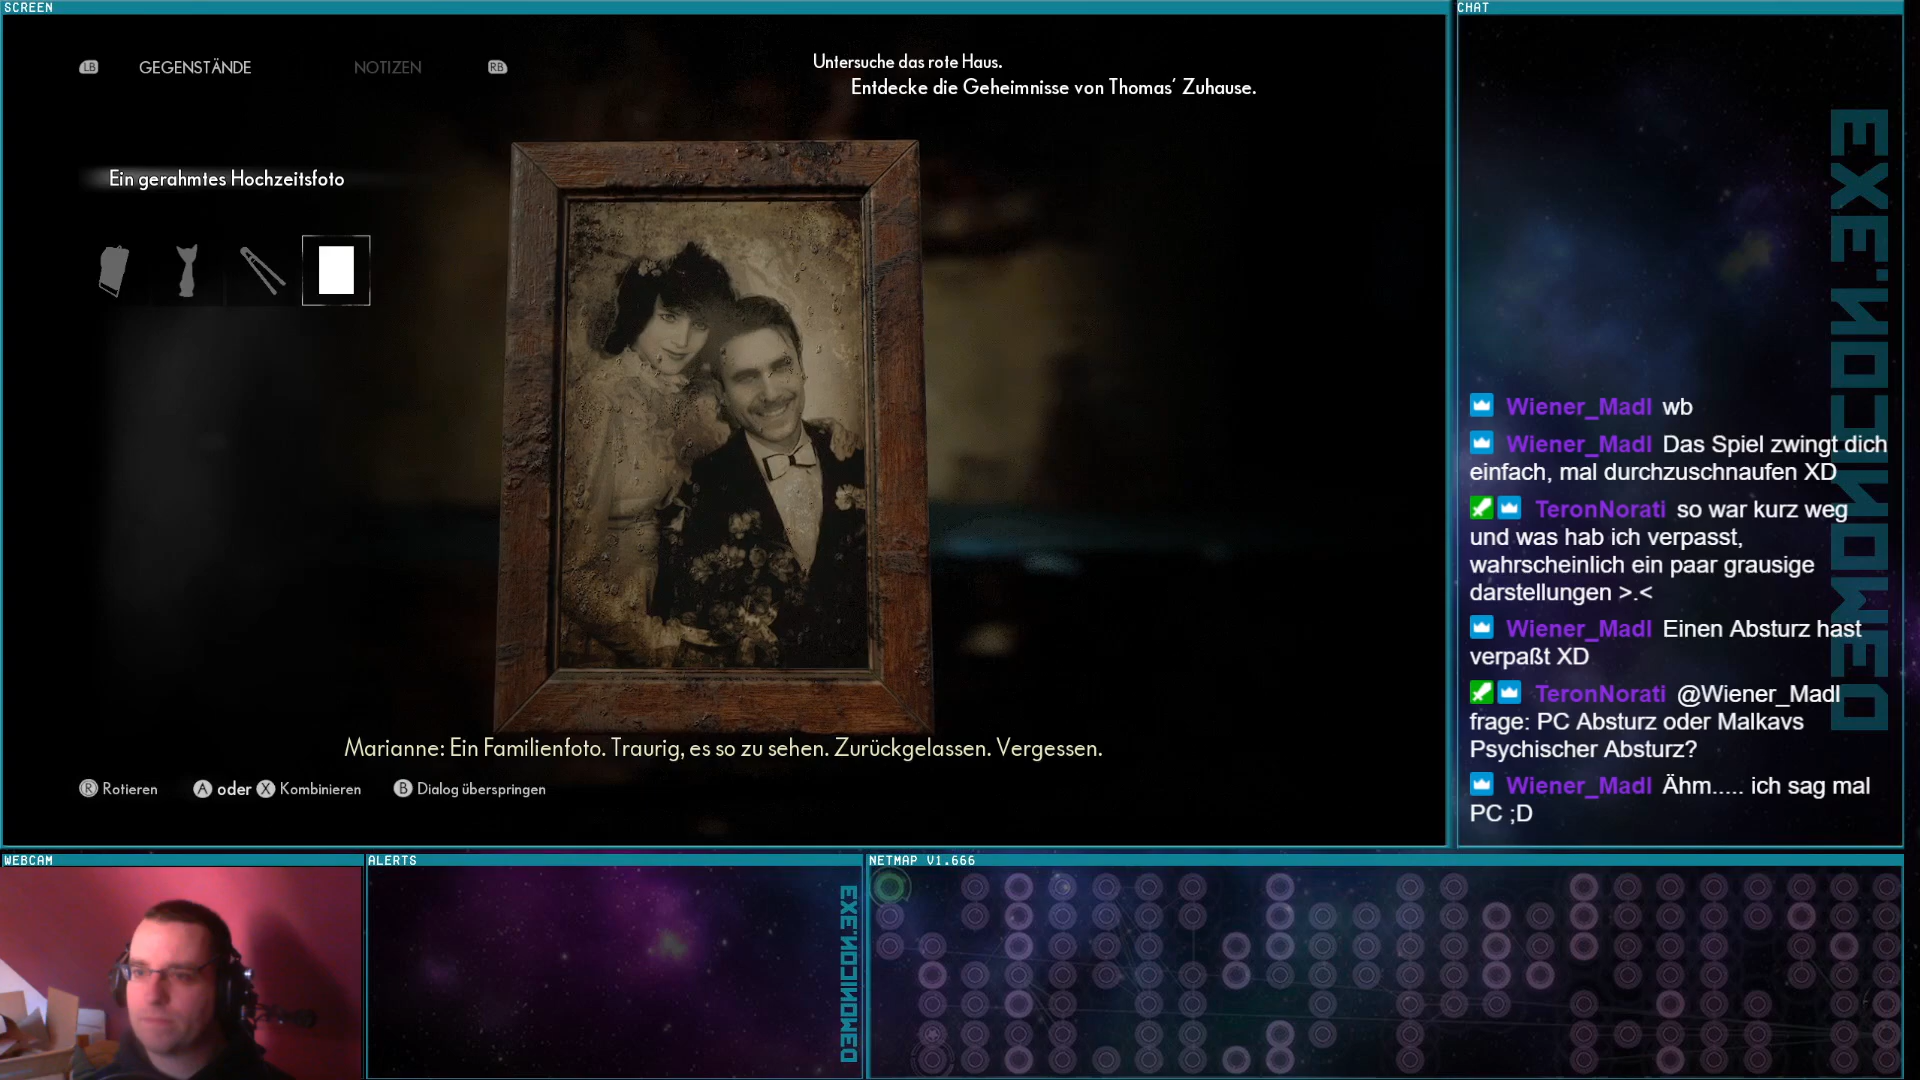 SCREEN
LB GEGENSTÄNDE NOTIZEN RB
Untersuche das rote Haus.
Entdecke die Geheimnisse von Thomas´ Zuhause.
Ein gerahmtes Hochzeitsfoto
Marianne: Ein Familienfoto. Traurig, es so zu sehen. Zurückgelassen. Vergessen.
R Rotieren A oder X Kombinieren B Dialog überspringen
CHAT
Wiener_Madl wb
Wiener_Madl Das Spiel zwingt dich
einfach, mal durchzuschnaufen XD
TeronNorati so war kurz weg
und was hab ich verpasst,
wahrscheinlich ein paar grausige
darstellungen >.<
Wiener_Madl Einen Absturz hast
verpaßt XD
TeronNorati @Wiener_Madl
frage: PC Absturz oder Malkavs
Psychischer Absturz?
Wiener_Madl Ähm..... ich sag mal
PC ;D
WEBCAM
ALERTS
NETMAP V1.666